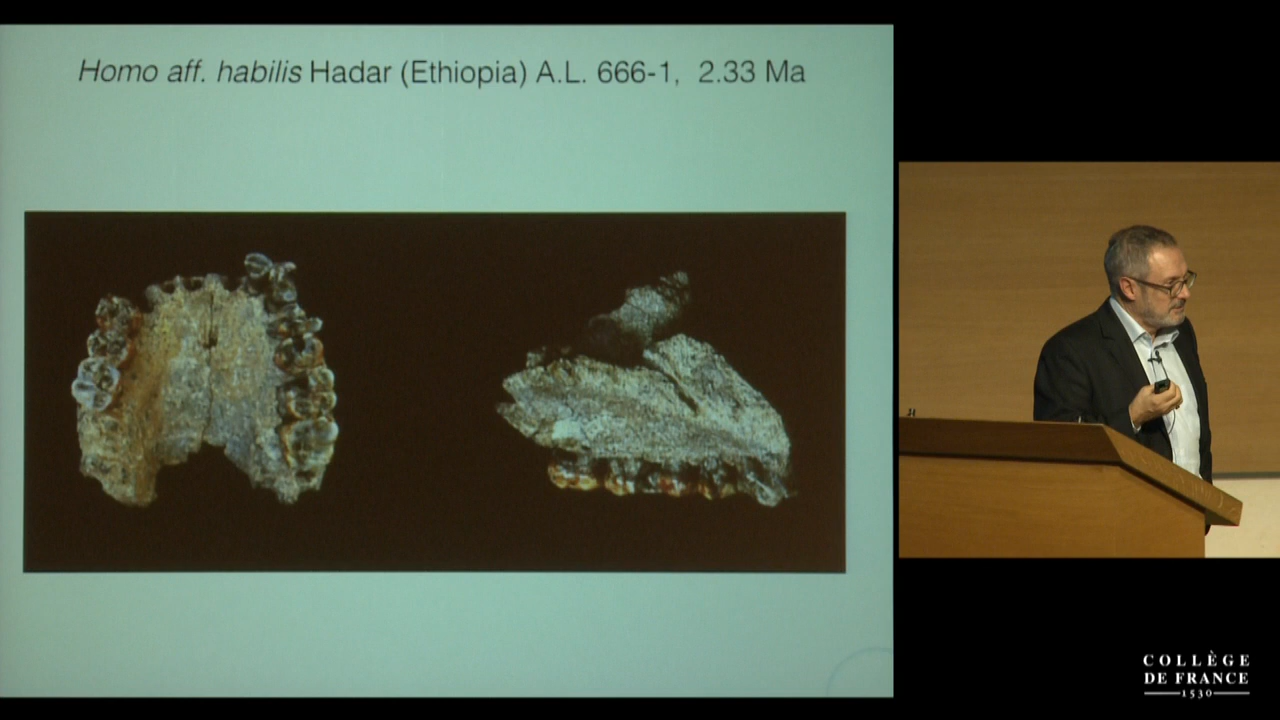 Homo aff. habilis Hadar (Ethiopia) A.L. 666-1, 2.33 Ma
COLLÈGE
DE FRANCE
1530